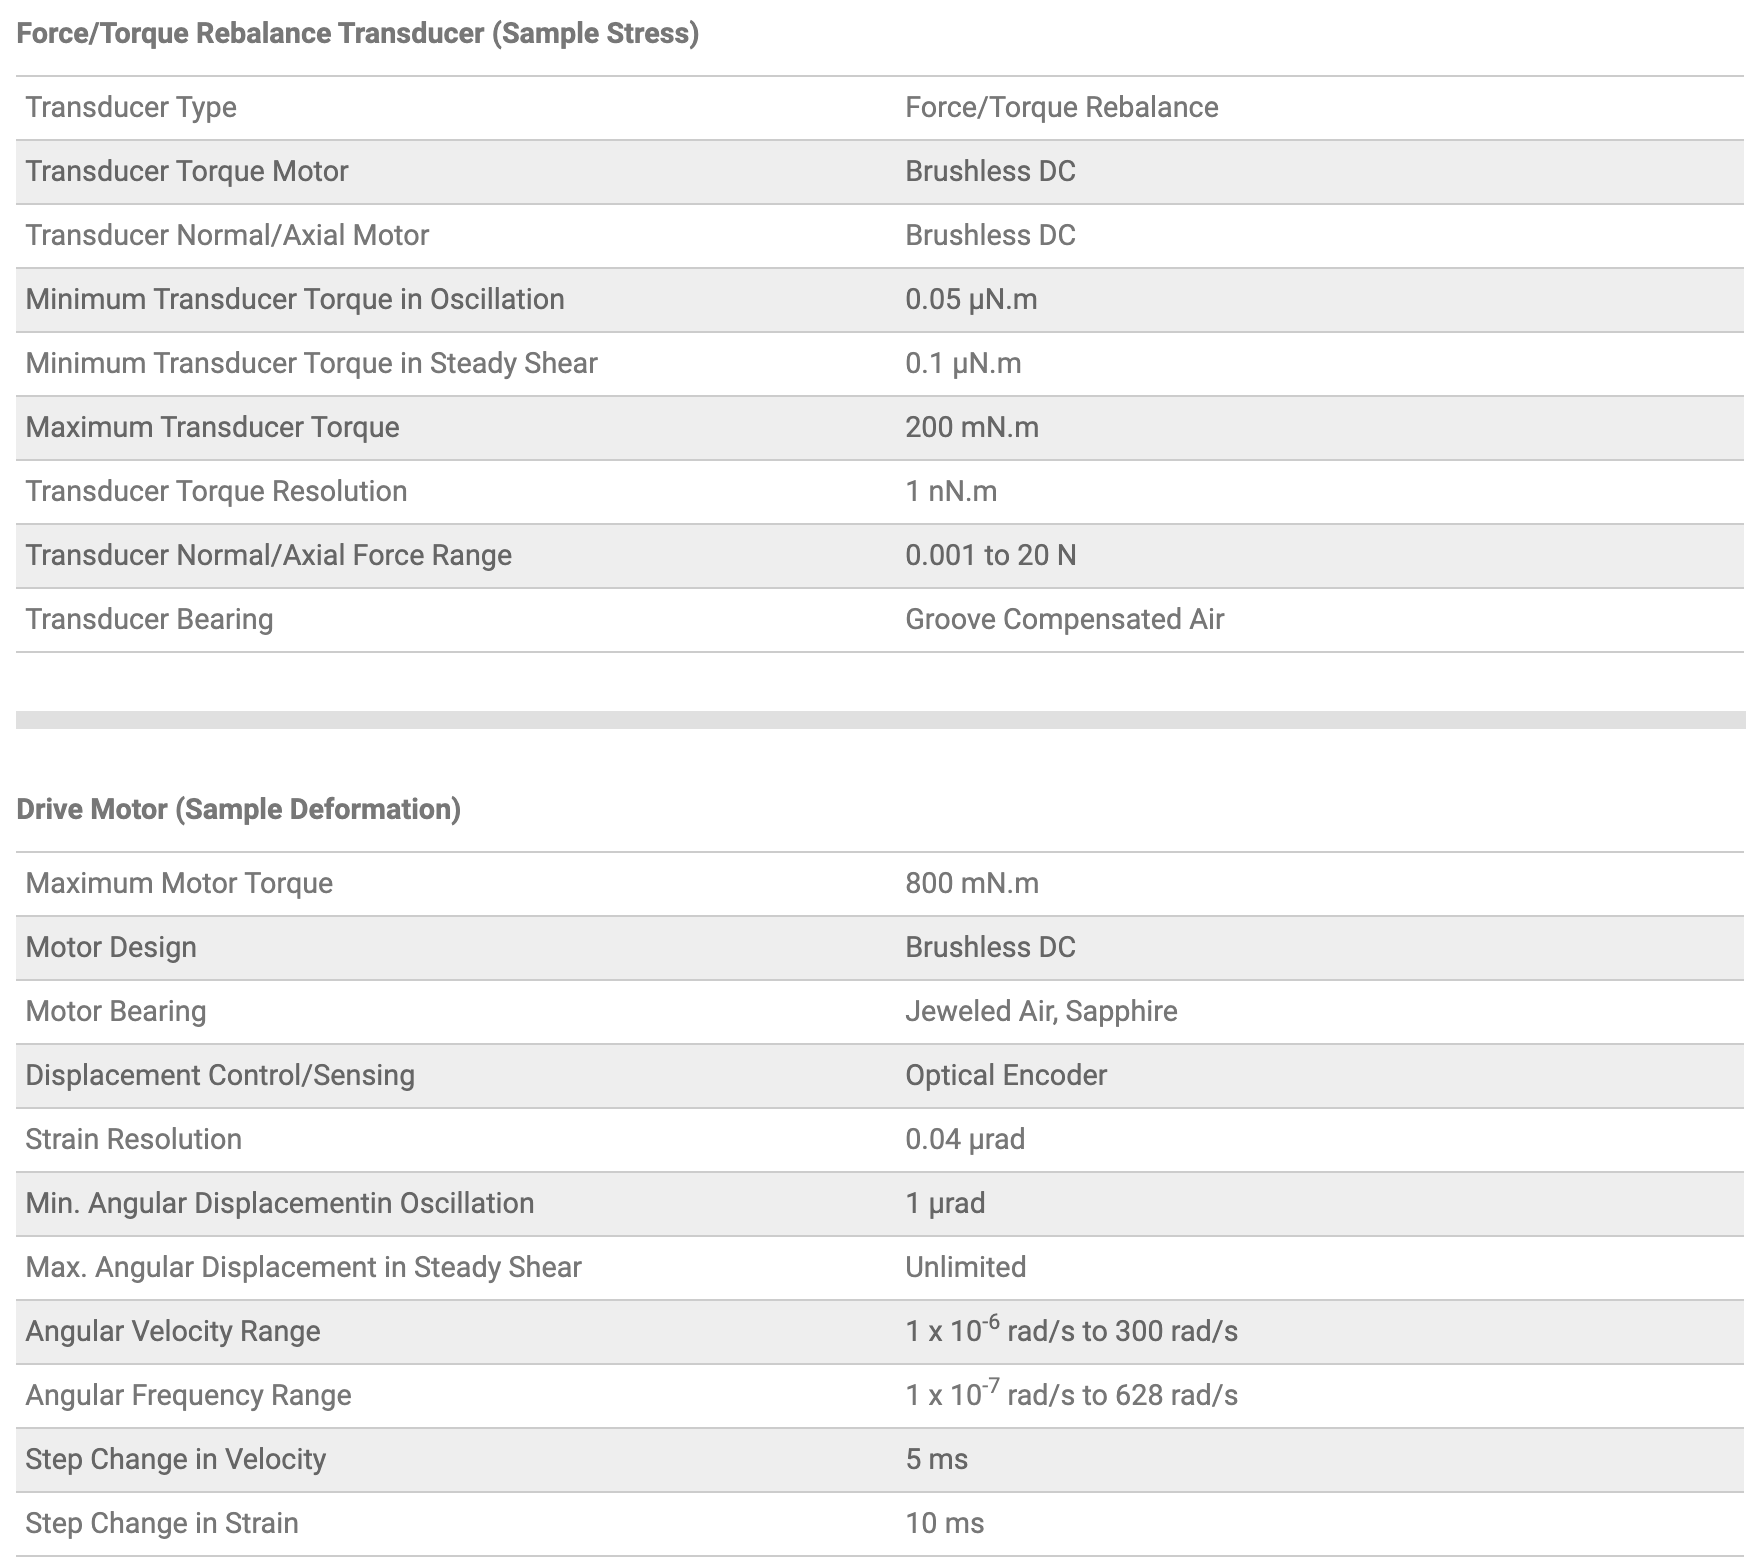 Force/Torque Rebalance Transducer (Sample Stress)
Transducer Type Force/Torque Rebalance
Transducer Torque Motor Brushless DC
Transducer Normal/Axial Motor Brushless DC
Minimum Transducer Torque in Oscillation 0.05 μN.m
Minimum Transducer Torque in Steady Shear 0.1 μN.m
Maximum Transducer Torque 200 mN.m
Transducer Torque Resolution 1 nN.m
Transducer Normal/Axial Force Range 0.001 to 20 N
Transducer Bearing Groove Compensated Air
Drive Motor (Sample Deformation)
Maximum Motor Torque 800 mN.m
Motor Design Brushless DC
Motor Bearing Jeweled Air, Sapphire
Displacement Control/Sensing Optical Encoder
Strain Resolution 0.04 μrad
Min. Angular Displacementin Oscillation 1 μrad
Max. Angular Displacement in Steady Shear Unlimited
Angular Velocity Range 1 x 10⁻⁶ rad/s to 300 rad/s
Angular Frequency Range 1 x 10⁻⁷ rad/s to 628 rad/s
Step Change in Velocity 5 ms
Step Change in Strain 10 ms